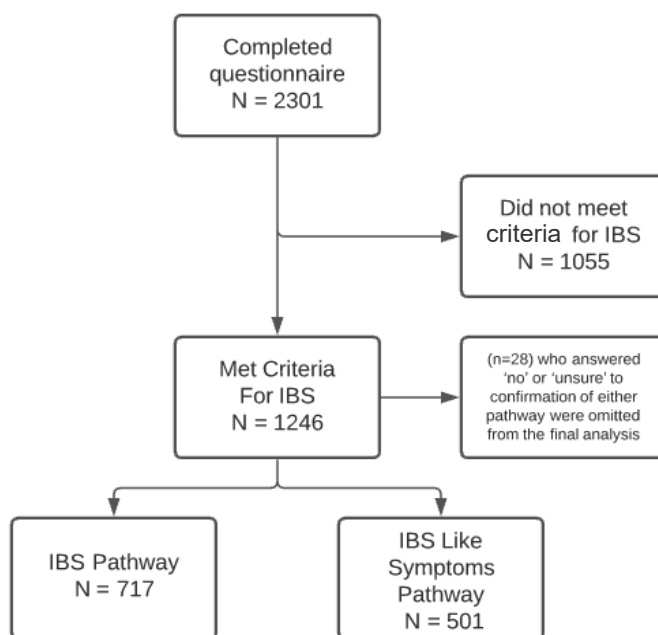 Completed
questionnaire
N = 2301
Did not meet
criteria for IBS
N = 1055
Met Criteria
For IBS
N = 1246
(n=28) who answered
‘no’ or ‘unsure’ to
confirmation of either
pathway were omitted
from the final analysis
IBS Pathway
N = 717
IBS Like
Symptoms
Pathway
N = 501